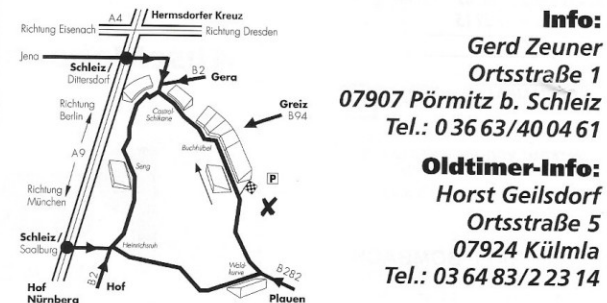 A4
Hermsdorfer Kreuz
Richtung Eisenach
Richtung Dresden
Jena
Schleiz/
Dittersdorf
B2
Gera
Richtung
Berlin
Castrol-
Schikane
Greiz
B94
A9
Buchhübel
Seng
P
Richtung
München
Schleiz/
Saalburg
Heinrichsruh
B2
Hof
Wald
kurve
B282
Hof
Nürnberg
Plauen
Info:
Gerd Zeuner
Ortsstraße 1
07907 Pörmitz b. Schleiz
Tel.: 0 36 63/40 04 61
Oldtimer-Info:
Horst Geilsdorf
Ortsstraße 5
07924 Külmla
Tel.: 03 64 83/2 23 14